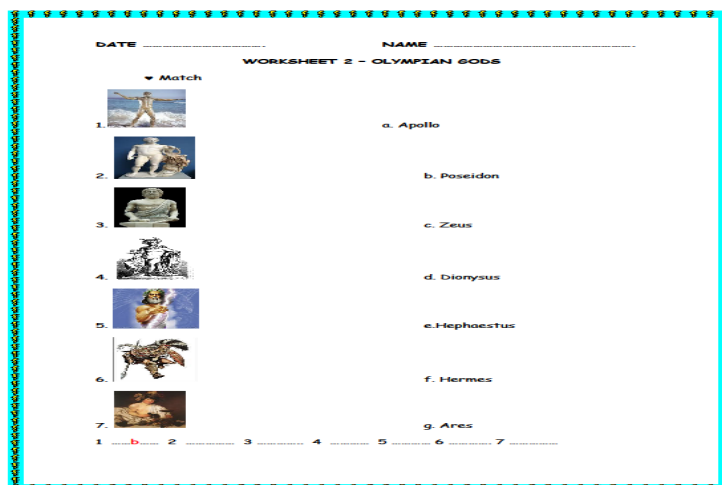 DATE ........................ NAME ........................................
WORKSHEET 2 - OLYMPIAN GODS
♥ Match
1. a. Apollo
2. b. Poseidon
3. c. Zeus
4. d. Dionysus
5. e.Hephaestus
6. f. Hermes
7. g. Ares
1 ......b...... 2 ............... 3 .............. 4 ............ 5 ............ 6 ............. 7 ...............